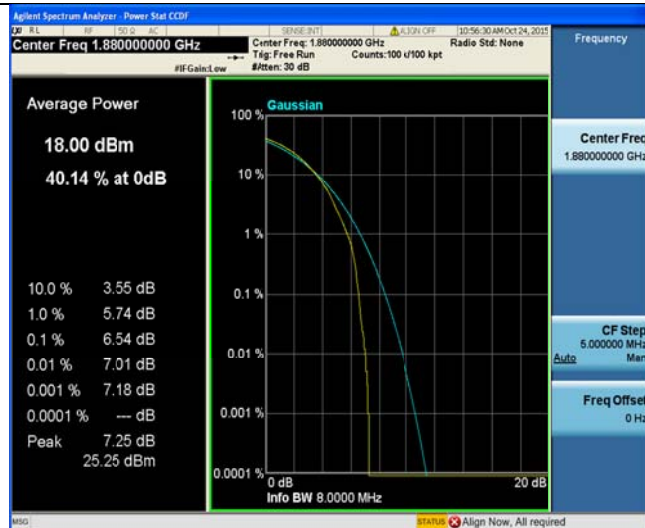 Agilent Spectrum Analyzer - Power Stat CCDF
RL RF 50 Ω AC SENSE:INT ALIGN OFF 10:56:30 AM Oct 24, 2015
Center Freq 1.880000000 GHz
Center Freq: 1.880000000 GHz Radio Std: None
Trig: Free Run Counts:100 k/100 kpt
#IFGain:Low #Atten: 30 dB
Frequency
Average Power
18.00 dBm
40.14 % at 0dB
10.0 % 3.55 dB
1.0 % 5.74 dB
0.1 % 6.54 dB
0.01 % 7.01 dB
0.001 % 7.18 dB
0.0001 % --- dB
Peak 7.25 dB
25.25 dBm
Gaussian
100 %
10 %
1 %
0.1 %
0.01 %
0.001 %
0.0001 %
0 dB 20 dB
Info BW 8.0000 MHz
Center Freq
1.880000000 GHz
CF Step
5.000000 MHz
Auto Man
Freq Offset
0 Hz
MSG STATUS Align Now, All required